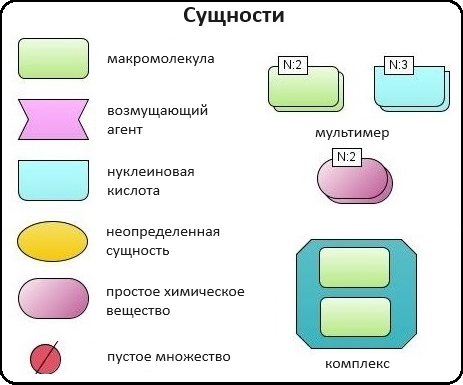 Сущности
макромолекула
возмущающий
агент
нуклеиновая
кислота
неопределенная
сущность
простое химическое
вещество
пустое множество
N:2
N:3
мультимер
N:2
комплекс